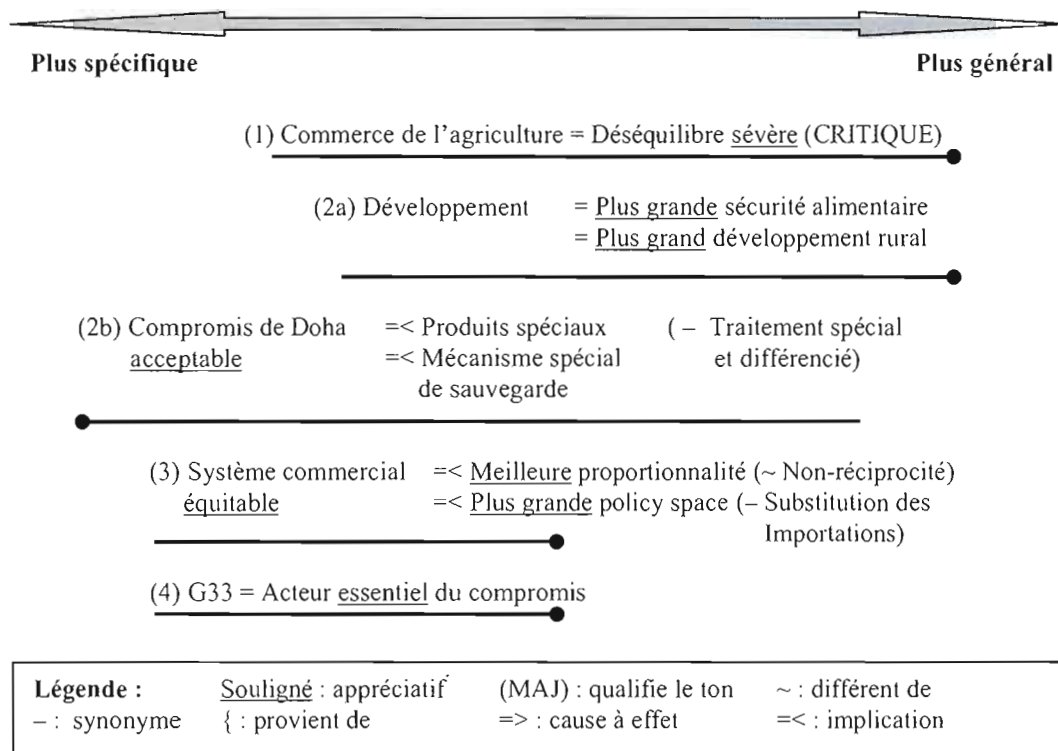 Plus spécifique Plus général
(1) Commerce de l'agriculture = Déséquilibre sévère (CRITIQUE)
(2a) Développement = Plus grande sécurité alimentaire
= Plus grand développement rural
(2b) Compromis de Doha =< Produits spéciaux (– Traitement spécial
acceptable =< Mécanisme spécial et différencié)
de sauvegarde
(3) Système commercial =< Meilleure proportionnalité (~ Non-réciprocité)
équitable =< Plus grande policy space (– Substitution des
Importations)
(4) G33 = Acteur essentiel du compromis
Légende : Souligné : appréciatif (MAJ) : qualifie le ton ~ : différent de
– : synonyme { : provient de => : cause à effet =< : implication